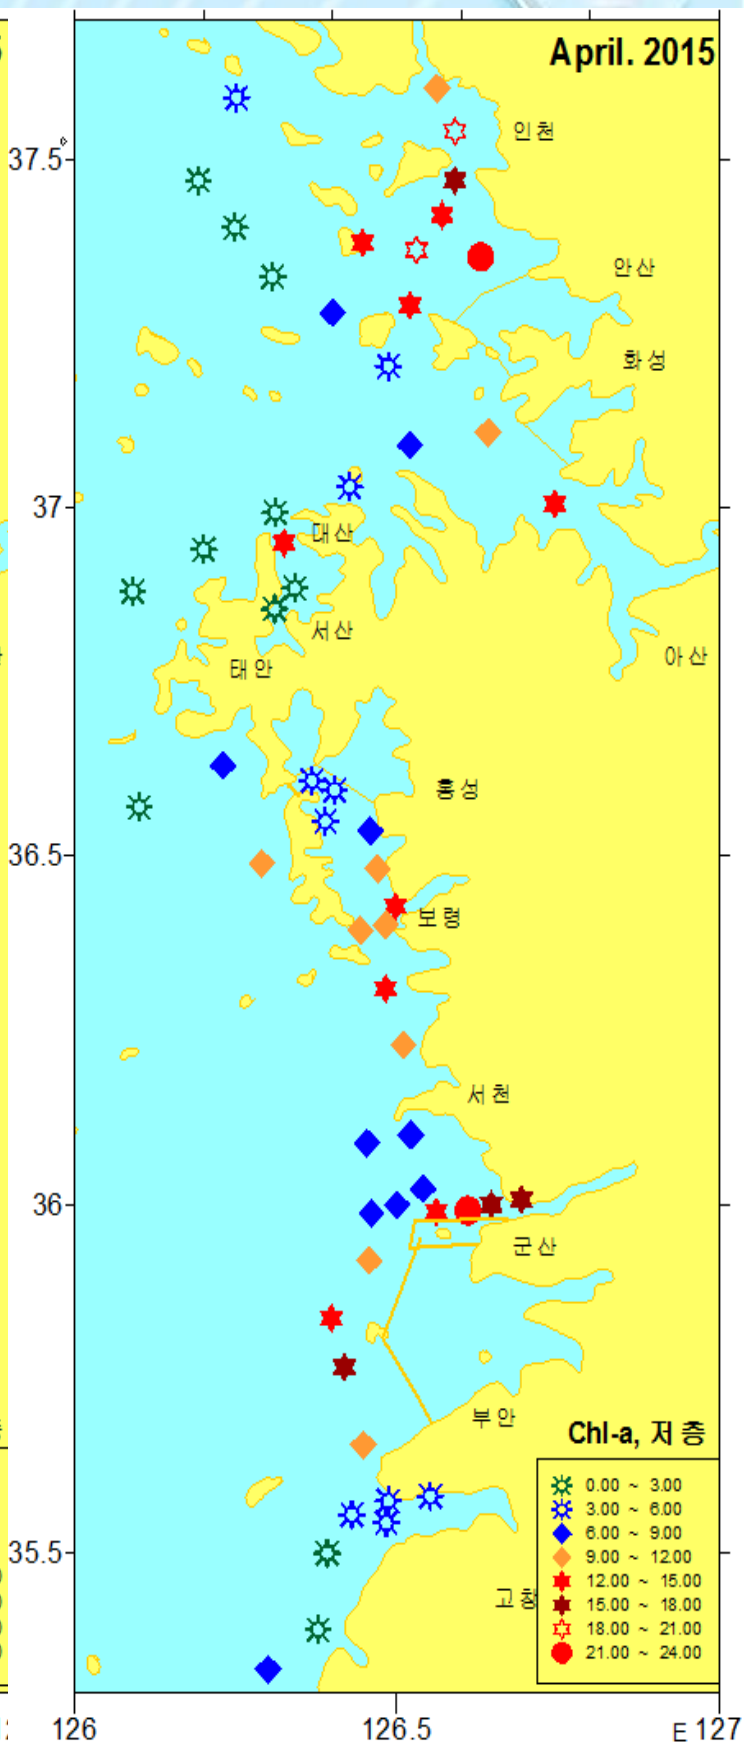 April. 2015
인천
37.5
안산
화성
37
대산
서산
아산
태안
홍성
36.5
보령
서천
36
군산
부안
Chl-a, 저층
0.00 ~ 3.00
3.00 ~ 6.00
6.00 ~ 9.00
9.00 ~ 12.00
35.5
12.00 ~ 15.00
고창
15.00 ~ 18.00
18.00 ~ 21.00
21.00 ~ 24.00
126
126.5
E 127